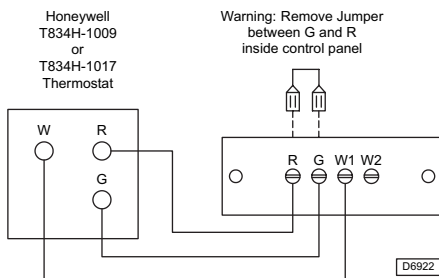 Honeywell
T834H-1009
or
T834H-1017
Thermostat
Warning: Remove Jumper
between G and R
inside control panel
W R
G
R G W1 W2
D6922